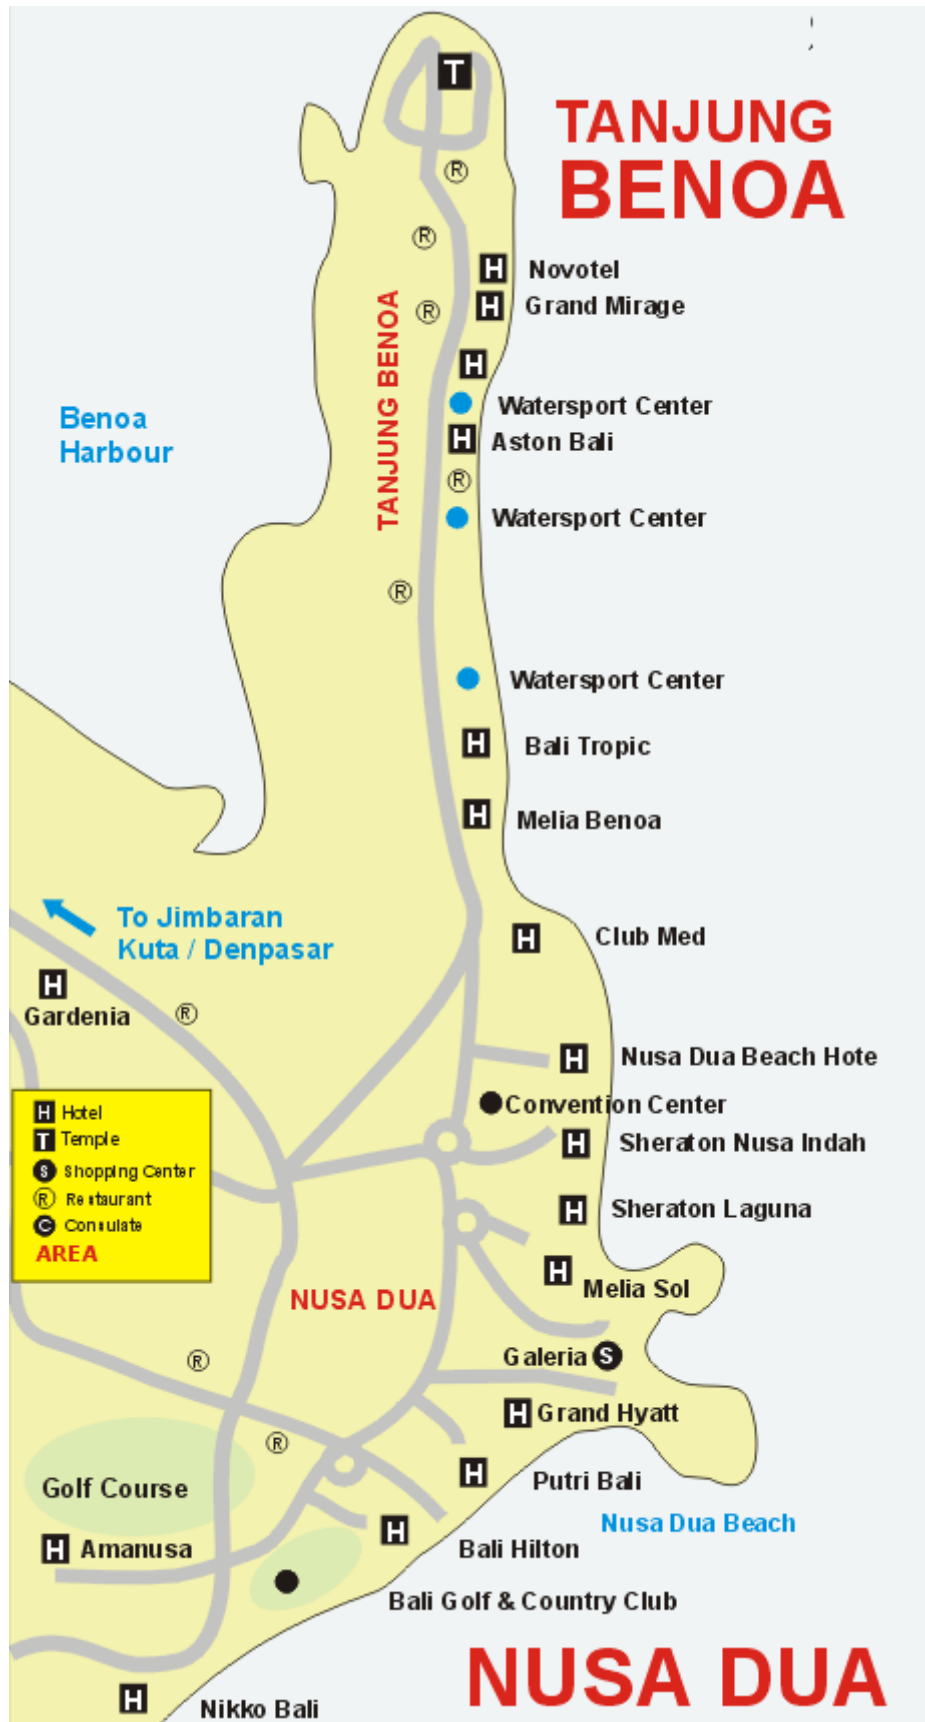 TANJUNG
BENOA
T
R
R
H Novotel
H Grand Mirage
R
TANJUNG BENOA
H
Benoa
Harbour
Watersport Center
H Aston Bali
R
Watersport Center
R
Watersport Center
H Bali Tropic
H Melia Benoa
To Jimbaran
Kuta / Denpasar
H Club Med
H
Gardenia
R
H Nusa Dua Beach Hote
Convention Center
H Sheraton Nusa Indah
H Hotel
T Temple
S Shopping Center
R Restaurant
C Consulate
AREA
H Sheraton Laguna
H Melia Sol
NUSA DUA
Galeria S
R
H Grand Hyatt
R
Golf Course
H Putri Bali
Nusa Dua Beach
H Amanusa
H Bali Hilton
Bali Golf & Country Club
NUSA DUA
H Nikko Bali